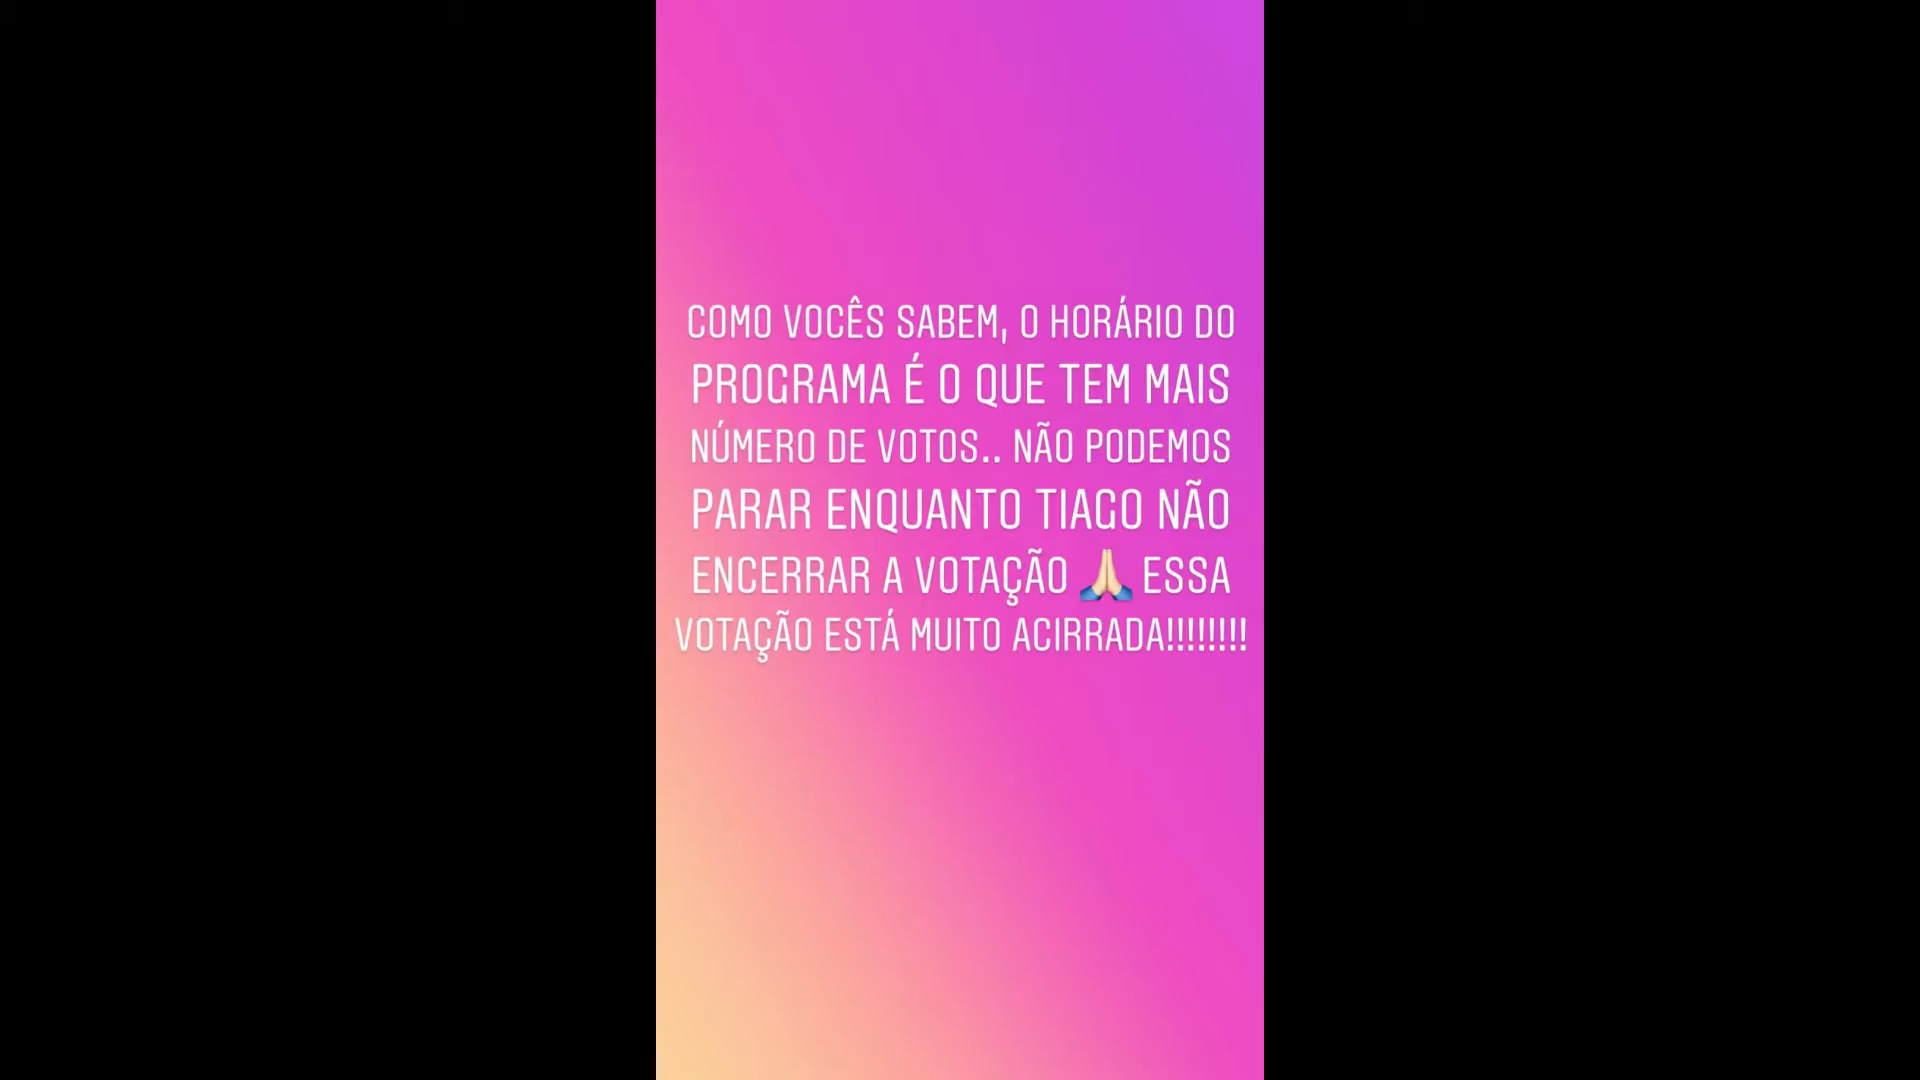 COMO VOCÊS SABEM, O HORÁRIO DO
PROGRAMA É O QUE TEM MAIS
NÚMERO DE VOTOS.. NÃO PODEMOS
PARAR ENQUANTO TIAGO NÃO
ENCERRAR A VOTAÇÃO 🙏🏻 ESSA
VOTAÇÃO ESTÁ MUITO ACIRRADA!!!!!!!!